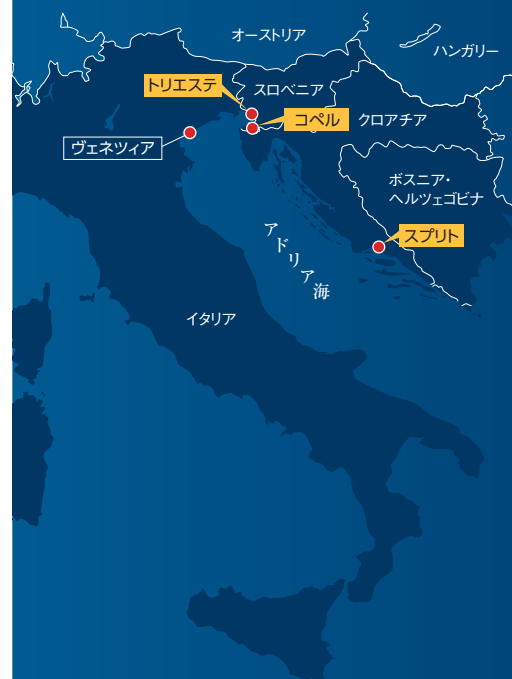 オーストリア
ハンガリー
トリエステ
スロベニア
コペル
クロアチア
ヴェネツィア
ボスニア・
ヘルツェゴビナ
スプリト
アドリア海
イタリア